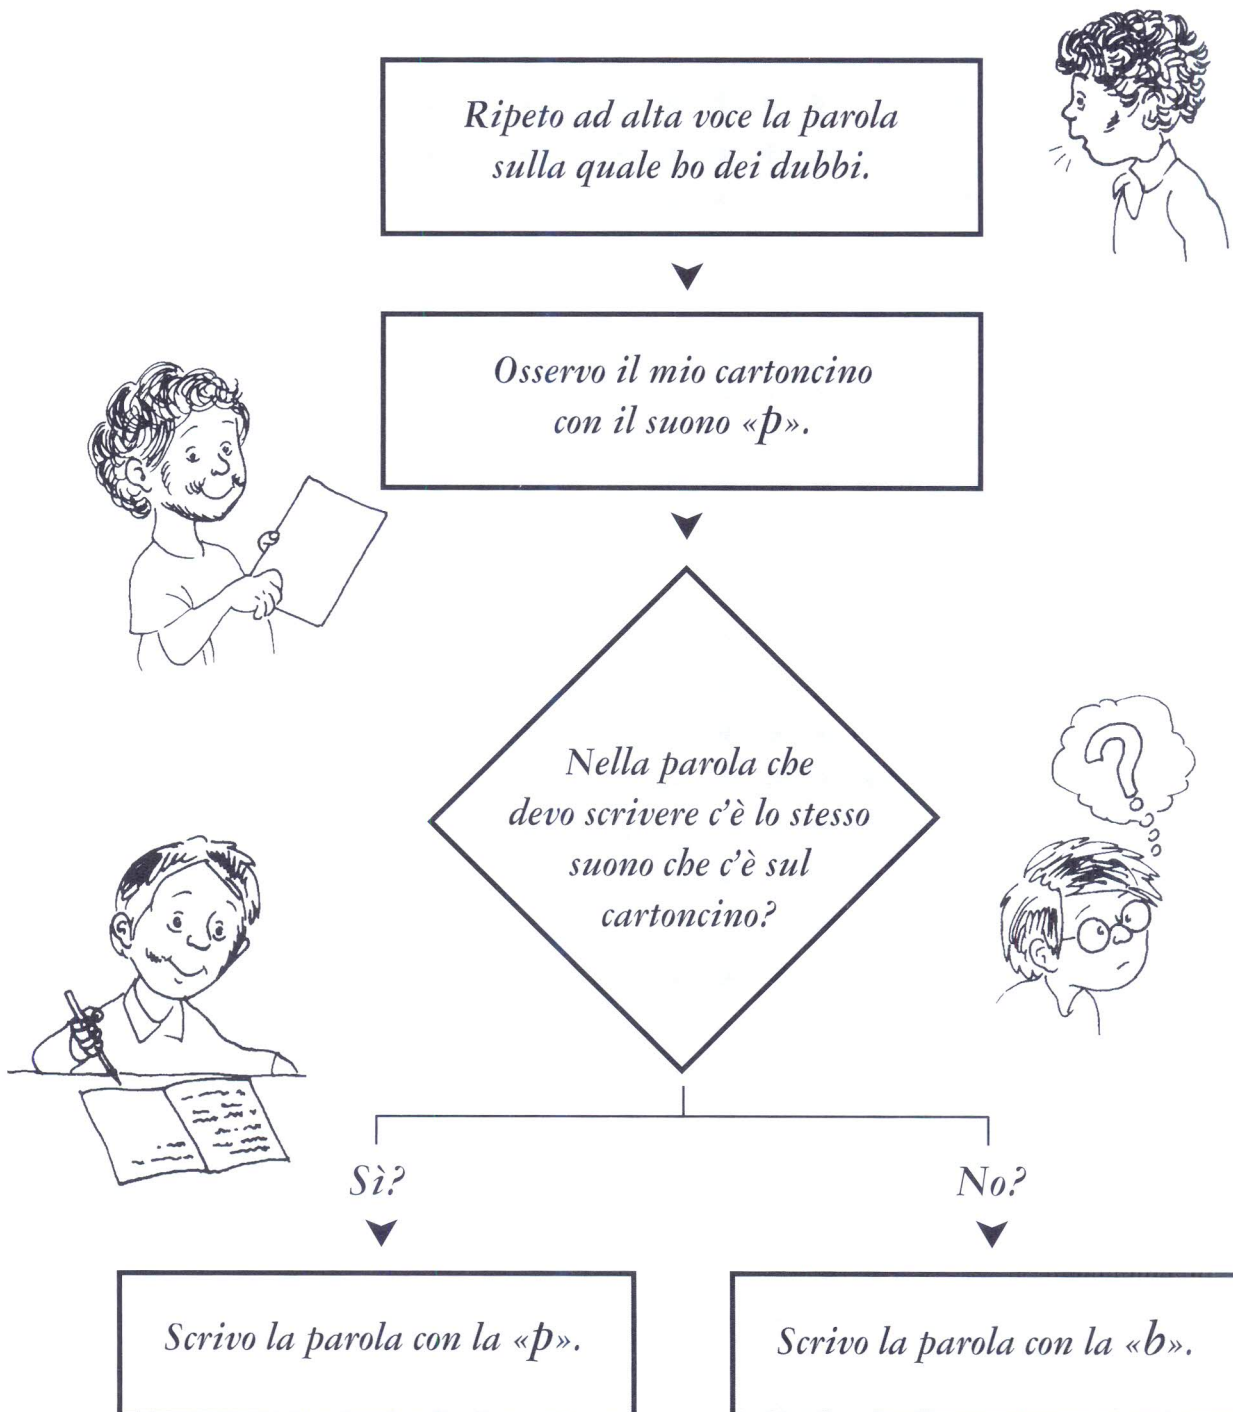 Ripeto ad alta voce la parola
sulla quale ho dei dubbi.
Osservo il mio cartoncino
con il suono «p».
Nella parola che
devo scrivere c'è lo stesso
suono che c'è sul
cartoncino?
Sì?
No?
Scrivo la parola con la «p».
Scrivo la parola con la «b».